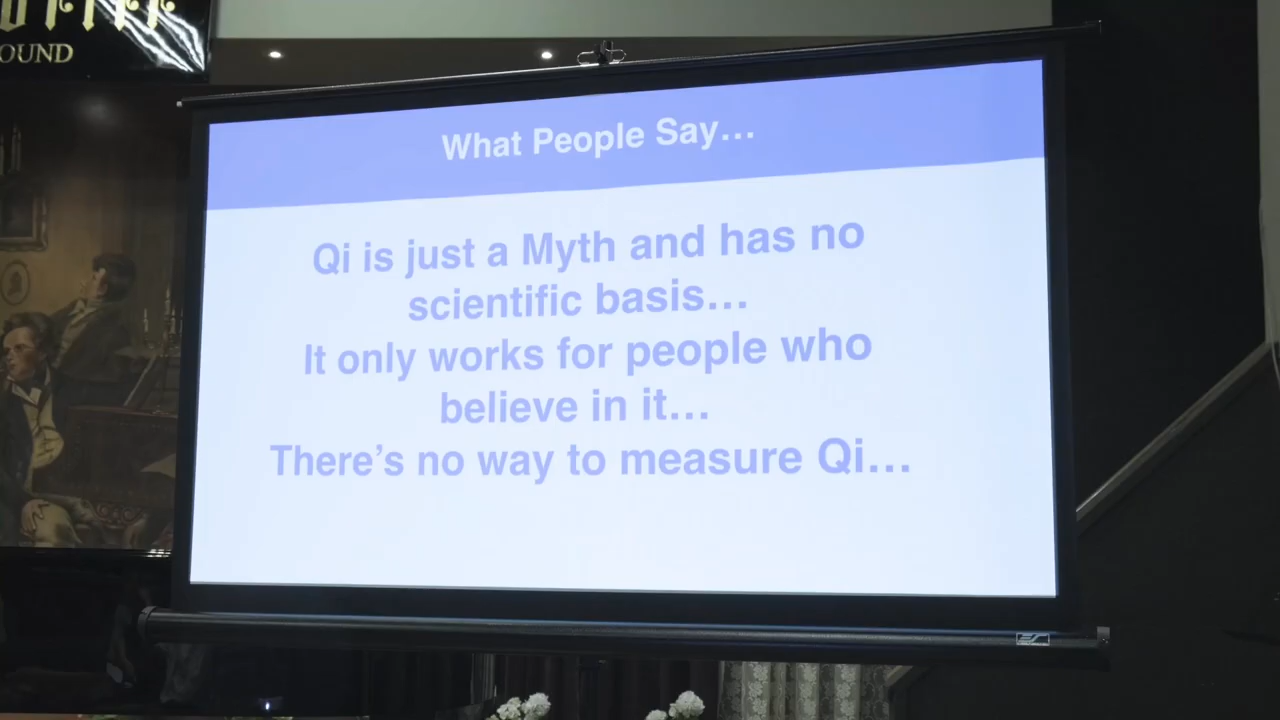 OUND
What People Say...
Qi is just a Myth and has no
scientific basis...
It only works for people who
believe in it...
There's no way to measure Qi...